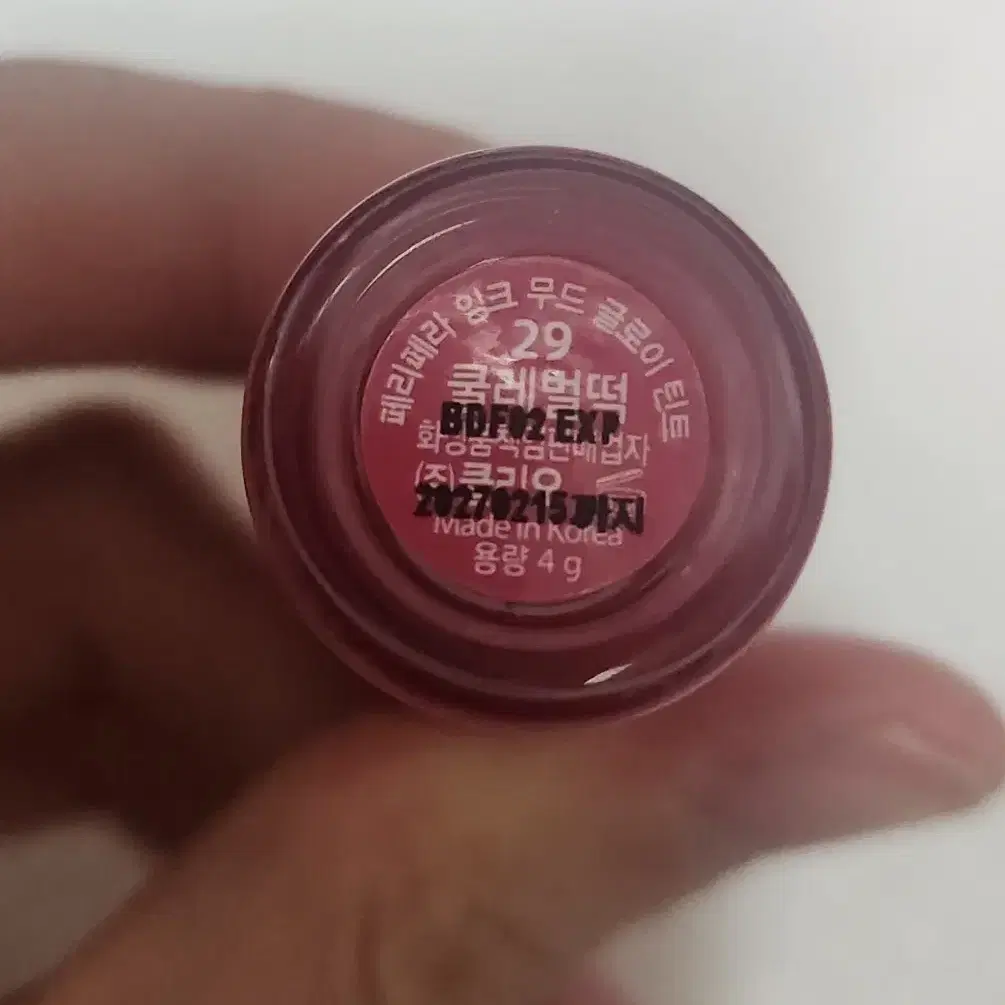 페리페라 잉크 무드 글로이 틴트
29
쿨레벌떡
BDF02 EXP
화장품책임판매업자
(주)클리오
20270215까지
Made in Korea
용량 4 g